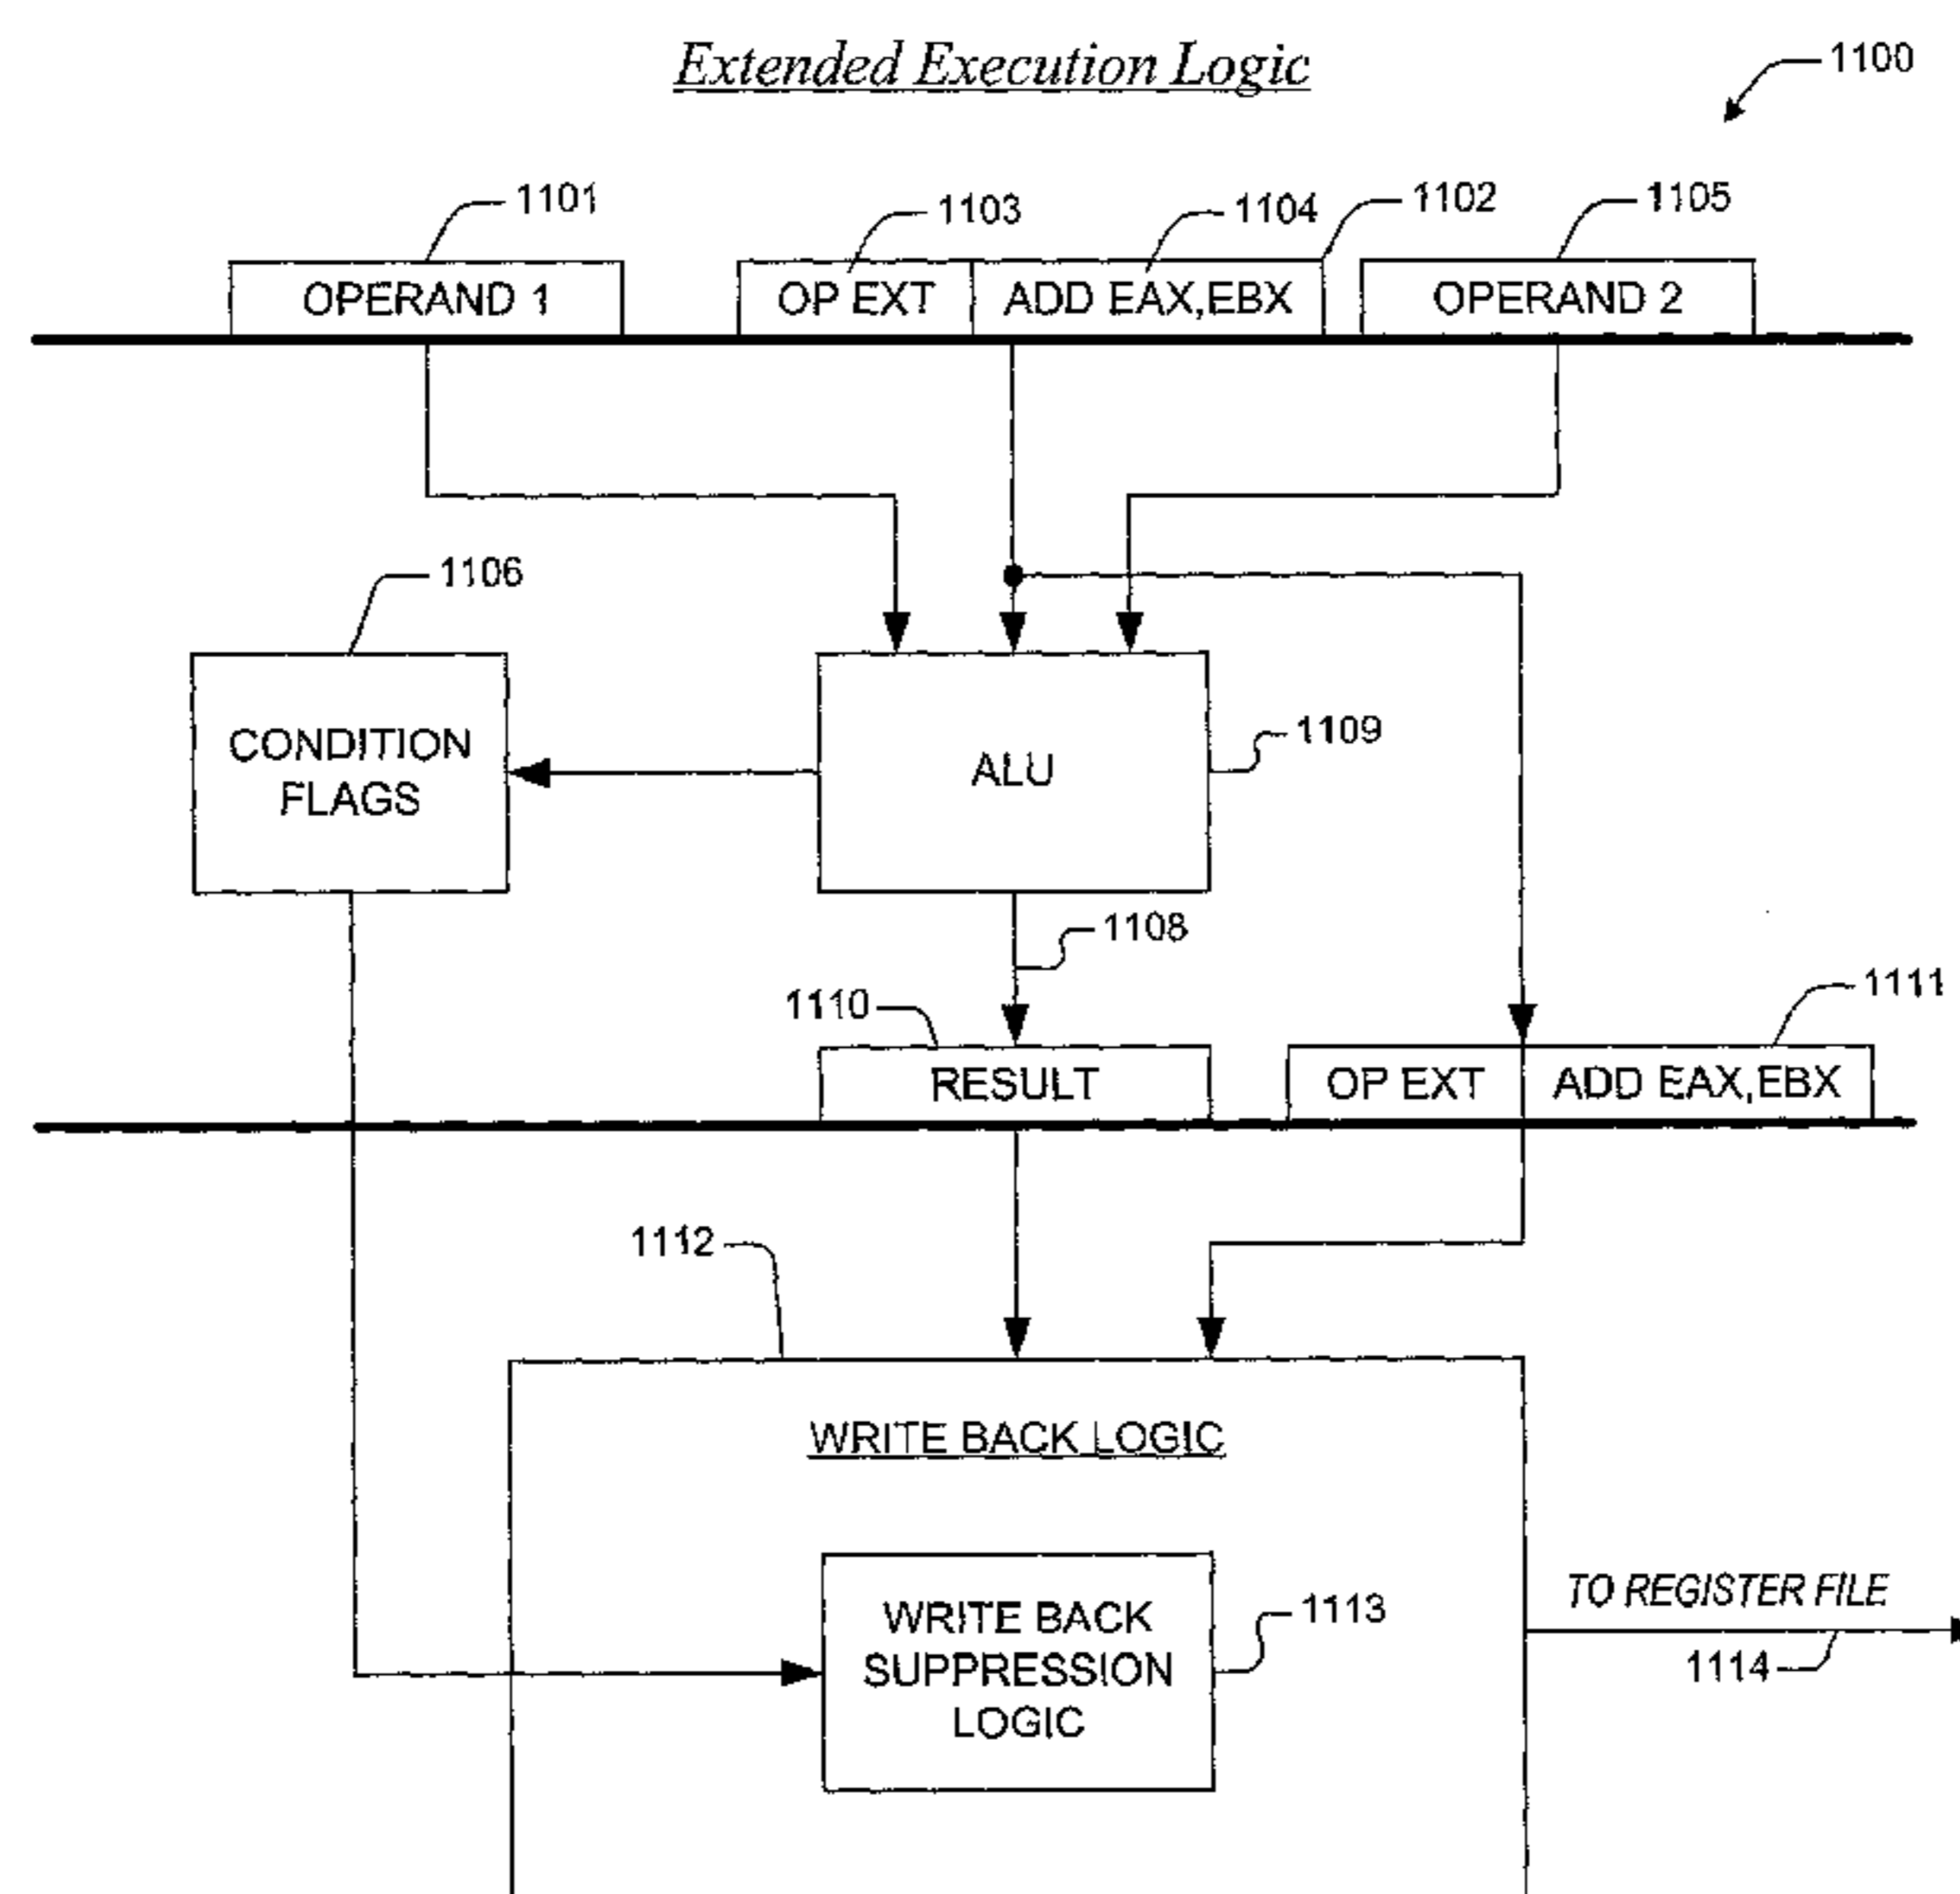 Extended Execution Logic
1100
1101
1103
1104
1102
1105
OPERAND 1
OP EXT
ADD EAX,EBX
OPERAND 2
1106
CONDITION
FLAGS
ALU
1109
1108
1110
1111
RESULT
OP EXT
ADD EAX,EBX
1112
WRITE BACK LOGIC
WRITE BACK
SUPPRESSION
LOGIC
1113
TO REGISTER FILE
1114